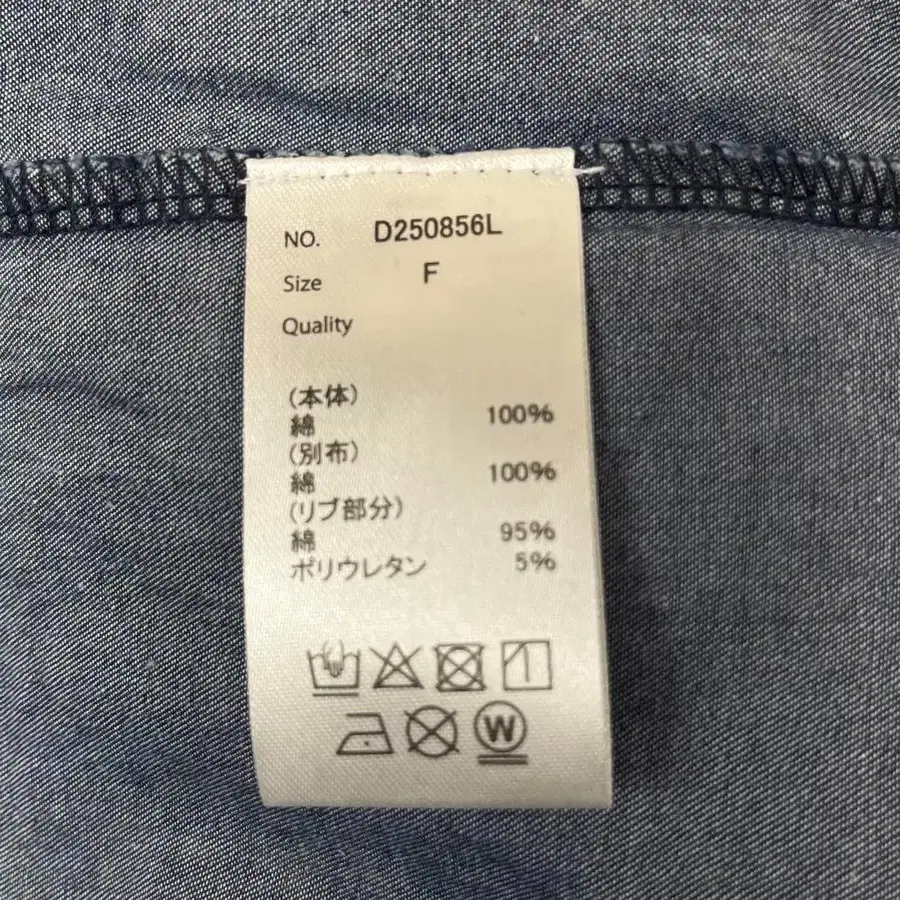 NO. D250856L
Size F
Quality
(本体)
綿 100%
(別布)
綿 100%
(リブ部分)
綿 95%
ポリウレタン 5%
W